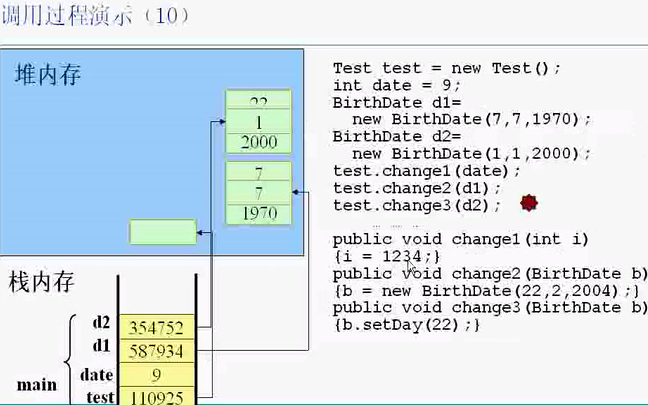 调用过程演示（10）
堆内存
22
1
2000
7
7
1970
栈内存
d2 354752
d1 587934
date 9
test 110925
main
Test test = new Test();
int date = 9;
BirthDate d1=
new BirthDate(7,7,1970);
BirthDate d2=
new BirthDate(1,1,2000);
test.change1(date);
test.change2(d1);
test.change3(d2);
public void change1(int i)
{i = 1234;}
public void change2(BirthDate b)
{b = new BirthDate(22,2,2004);}
public void change3(BirthDate b)
{b.setDay(22);}